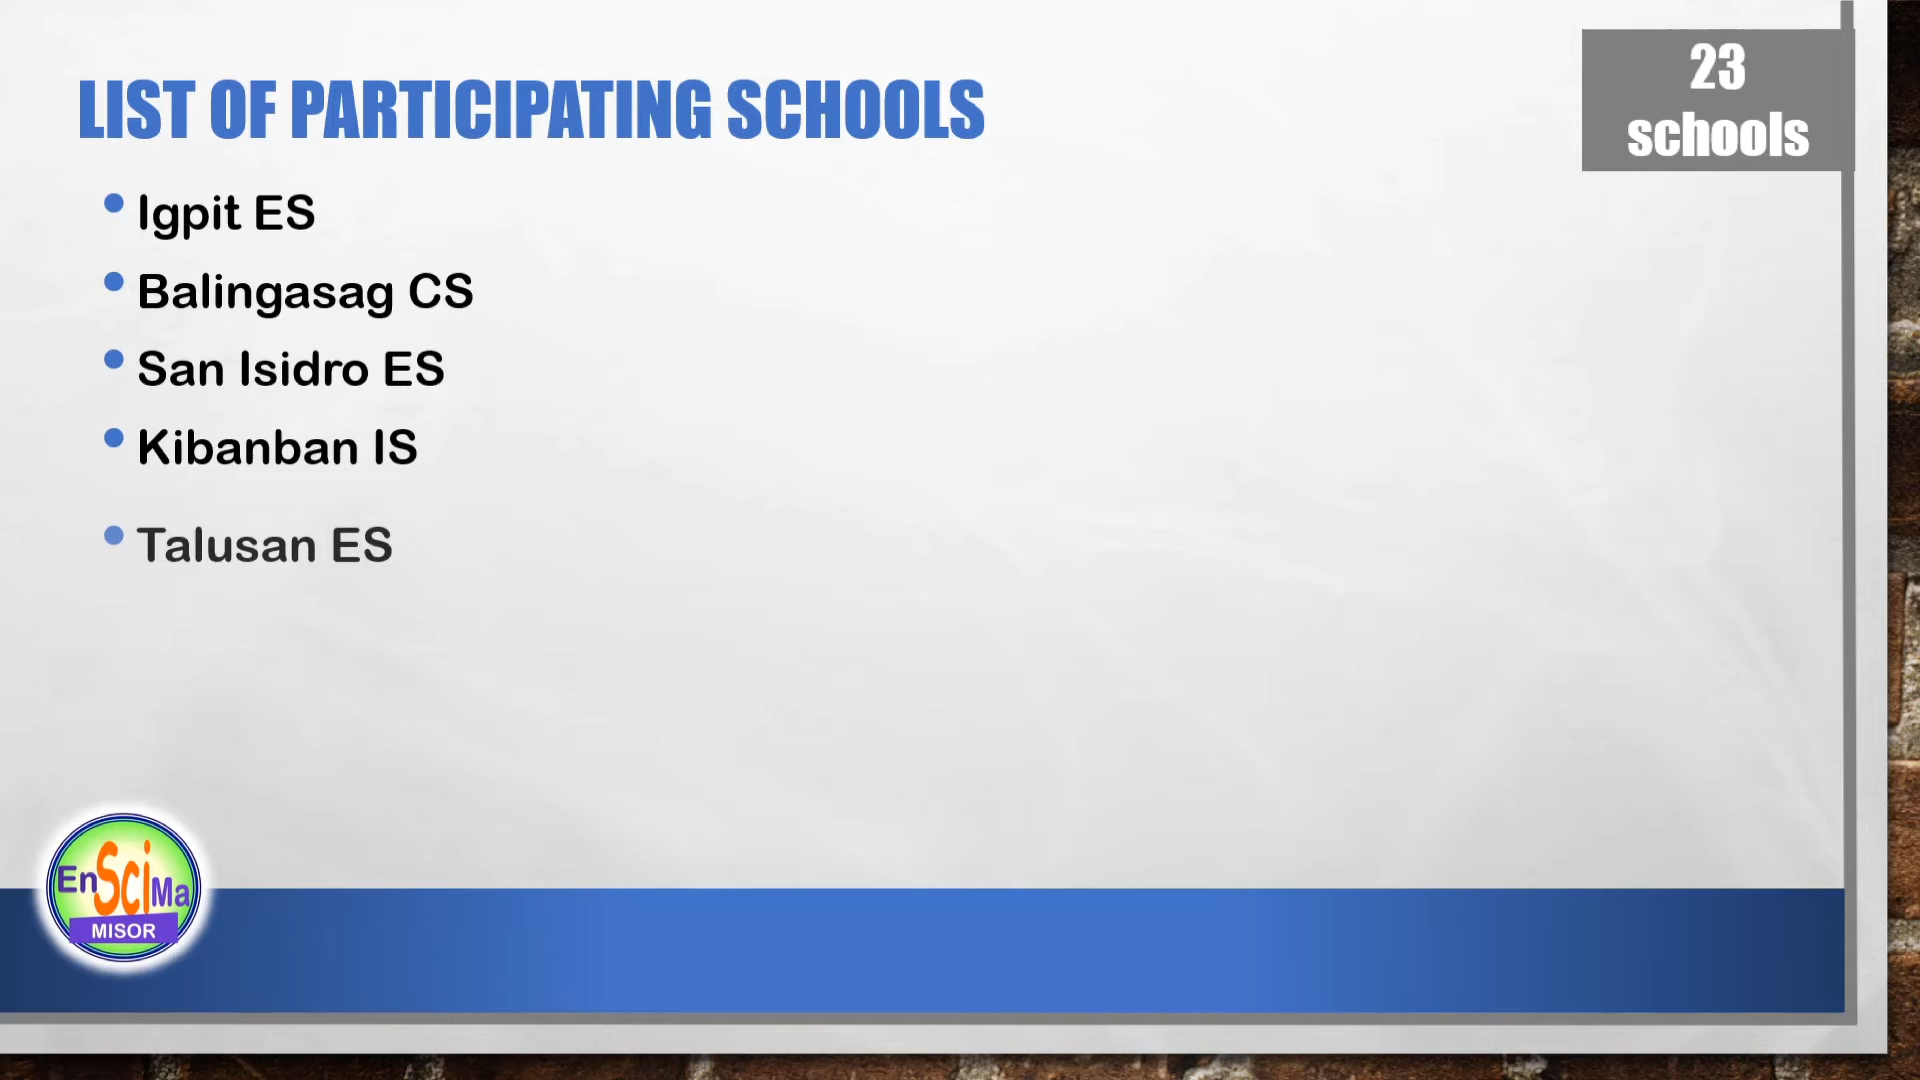 LIST OF PARTICIPATING SCHOOLS
23
schools
Igpit ES
Balingasag CS
San Isidro ES
Kibanban IS
Talusan ES
EnSciMa
MISOR